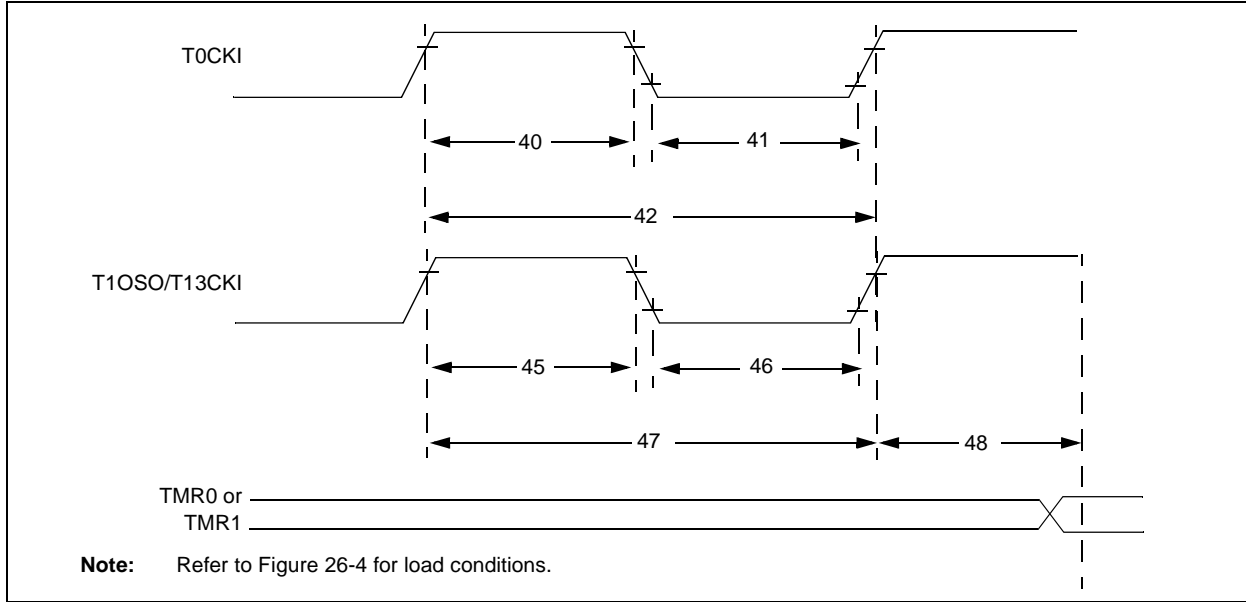 T0CKI
40
41
42
T1OSO/T13CKI
45
46
47
48
TMR0 or
TMR1
Note: Refer to Figure 26-4 for load conditions.